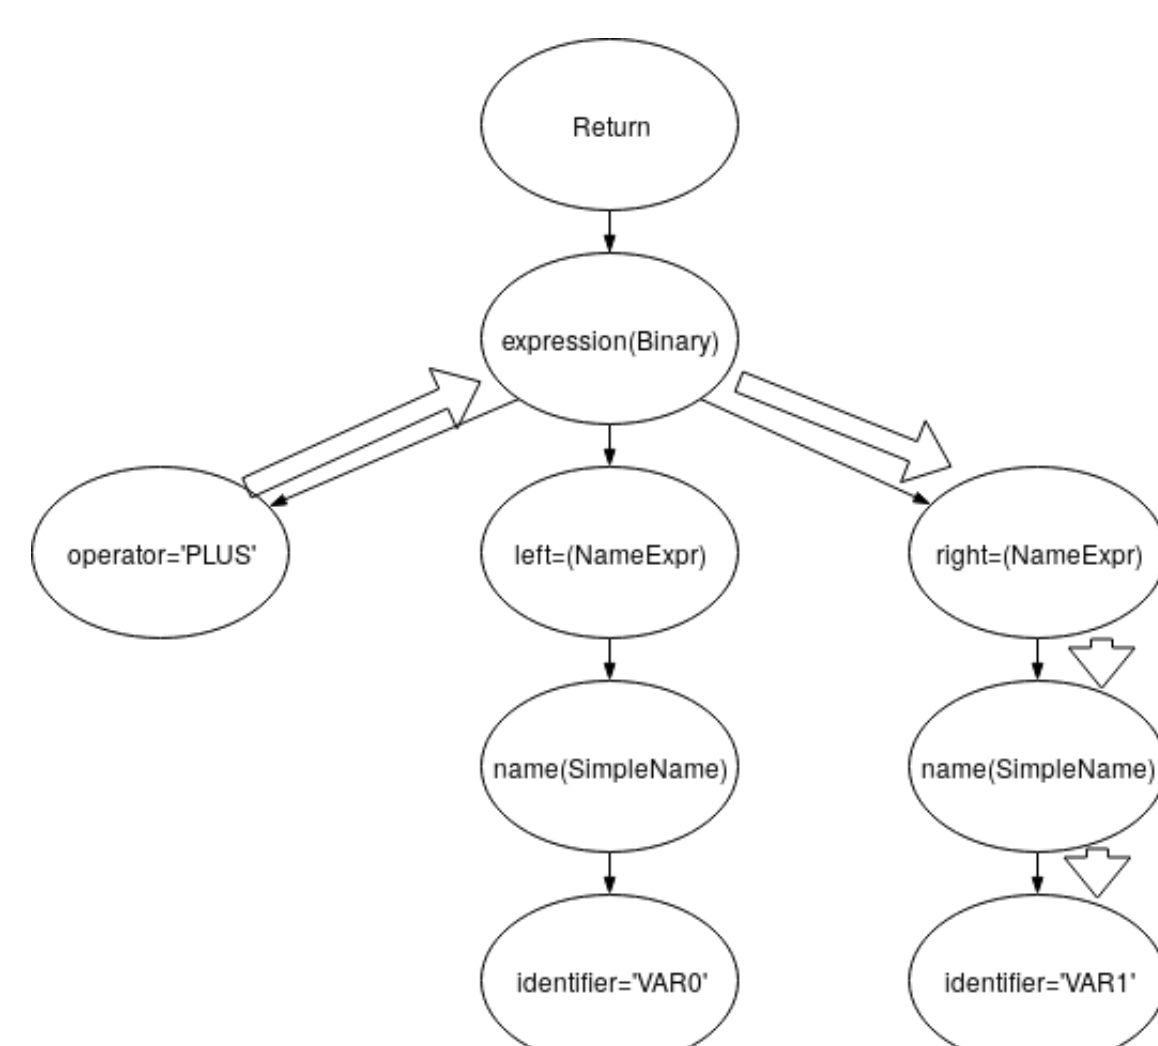 Return
expression(Binary)
operator='PLUS'
left=(NameExpr)
right=(NameExpr)
name(SimpleName)
name(SimpleName)
identifier='VAR0'
identifier='VAR1'